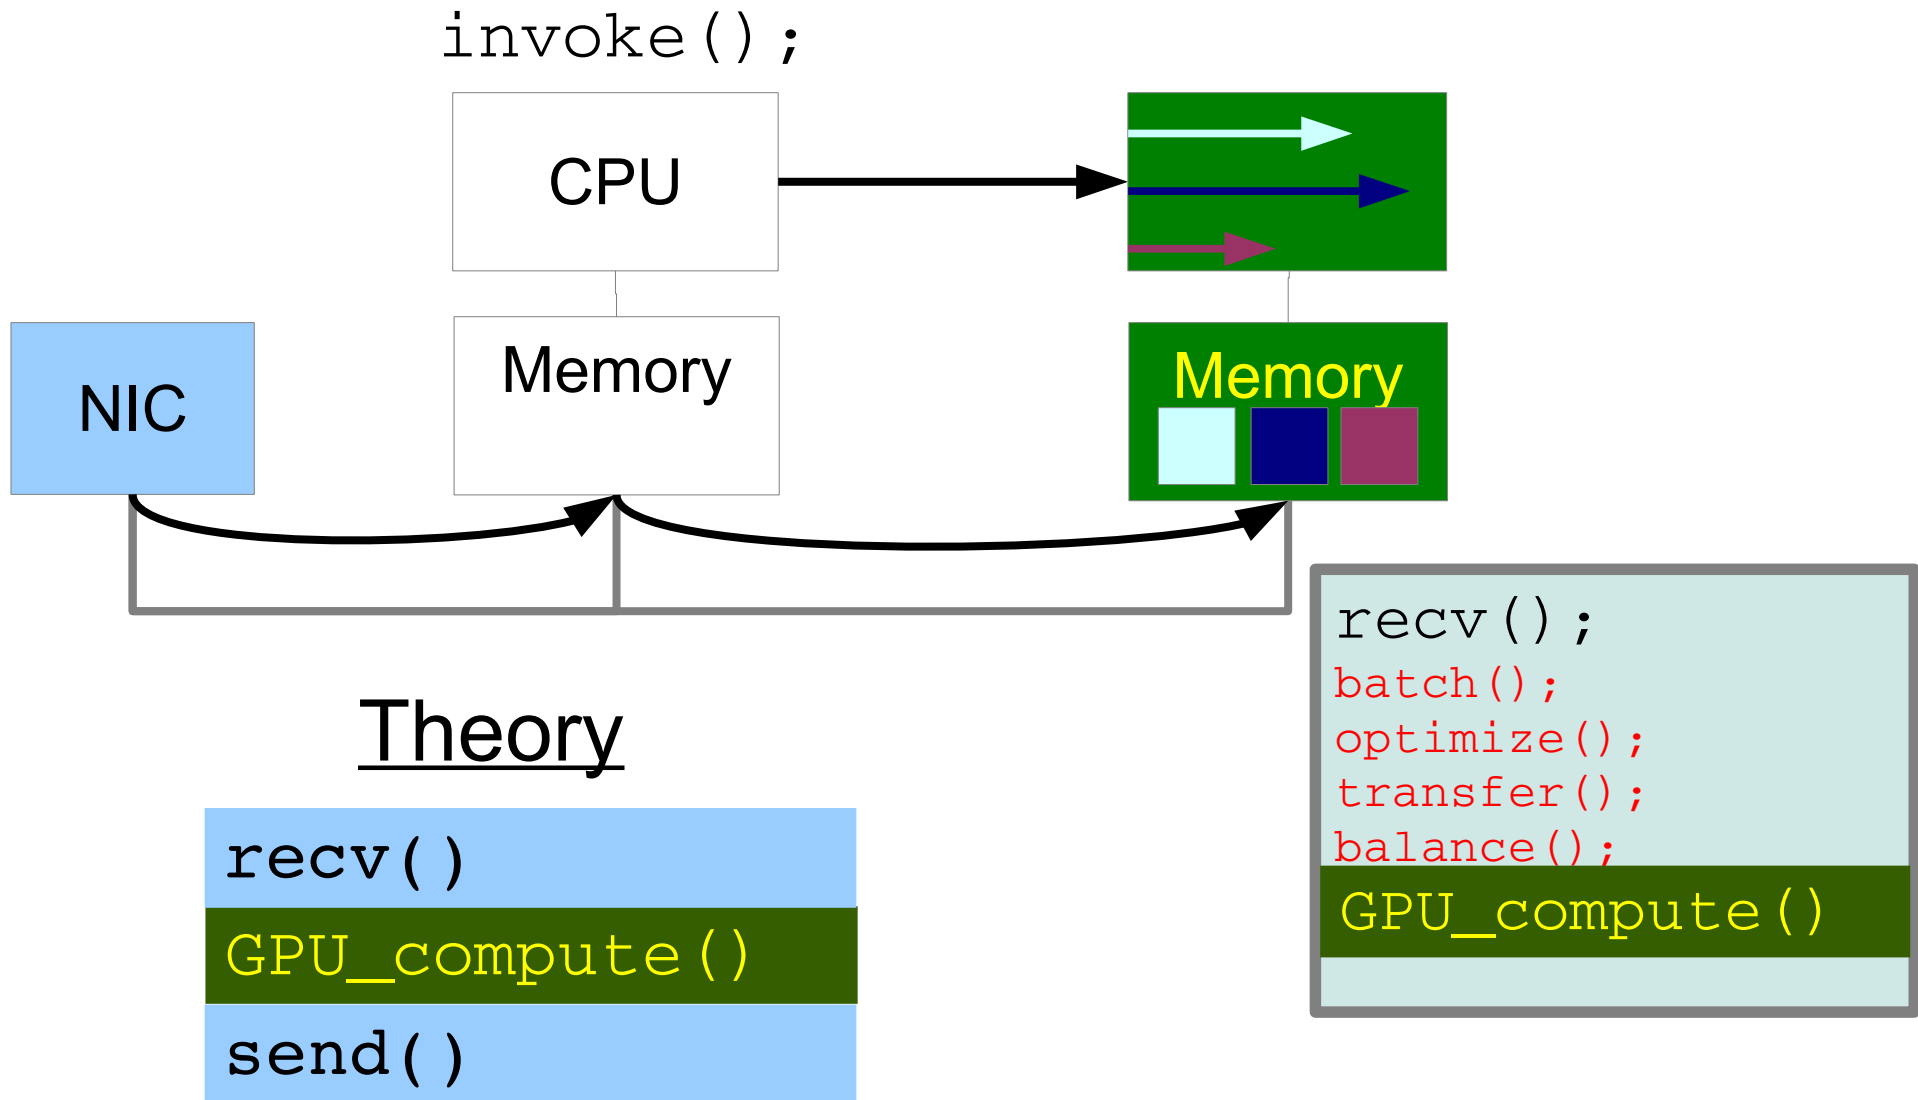 invoke();
CPU
NIC
Memory
Memory
Theory
recv()
GPU_compute()
send()
recv();
batch();
optimize();
transfer();
balance();
GPU_compute()